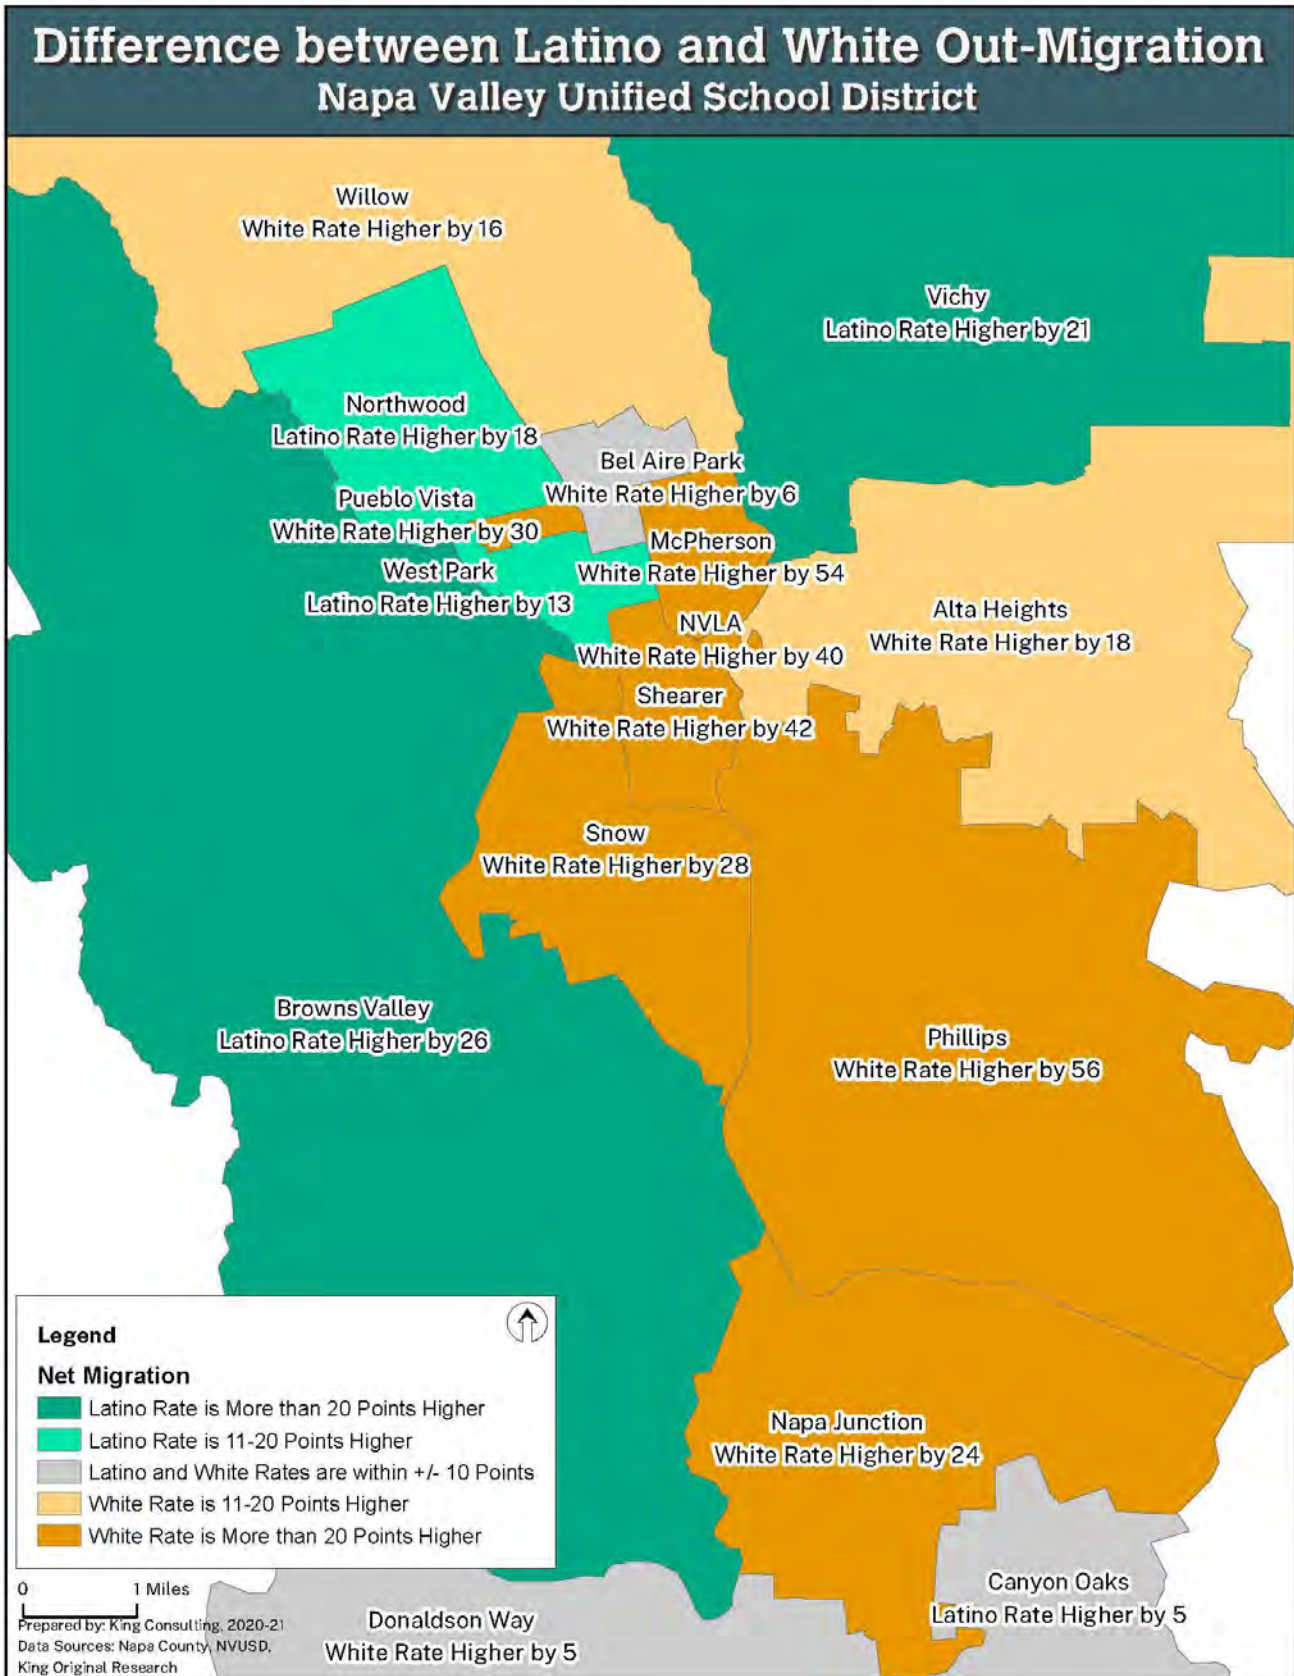 Difference between Latino and White Out-Migration
Napa Valley Unified School District
Willow
White Rate Higher by 16
Vichy
Latino Rate Higher by 21
Northwood
Latino Rate Higher by 18
Bel Aire Park
White Rate Higher by 6
Pueblo Vista
White Rate Higher by 30
McPherson
White Rate Higher by 54
West Park
Latino Rate Higher by 13
Alta Heights
White Rate Higher by 18
NVLA
White Rate Higher by 40
Shearer
White Rate Higher by 42
Snow
White Rate Higher by 28
Browns Valley
Latino Rate Higher by 26
Phillips
White Rate Higher by 56
Napa Junction
White Rate Higher by 24
Canyon Oaks
Latino Rate Higher by 5
Donaldson Way
White Rate Higher by 5
Legend
Net Migration
Latino Rate is More than 20 Points Higher
Latino Rate is 11-20 Points Higher
Latino and White Rates are within +/- 10 Points
White Rate is 11-20 Points Higher
White Rate is More than 20 Points Higher
0 1 Miles
Prepared by: King Consulting, 2020-21
Data Sources: Napa County, NVUSD,
King Original Research